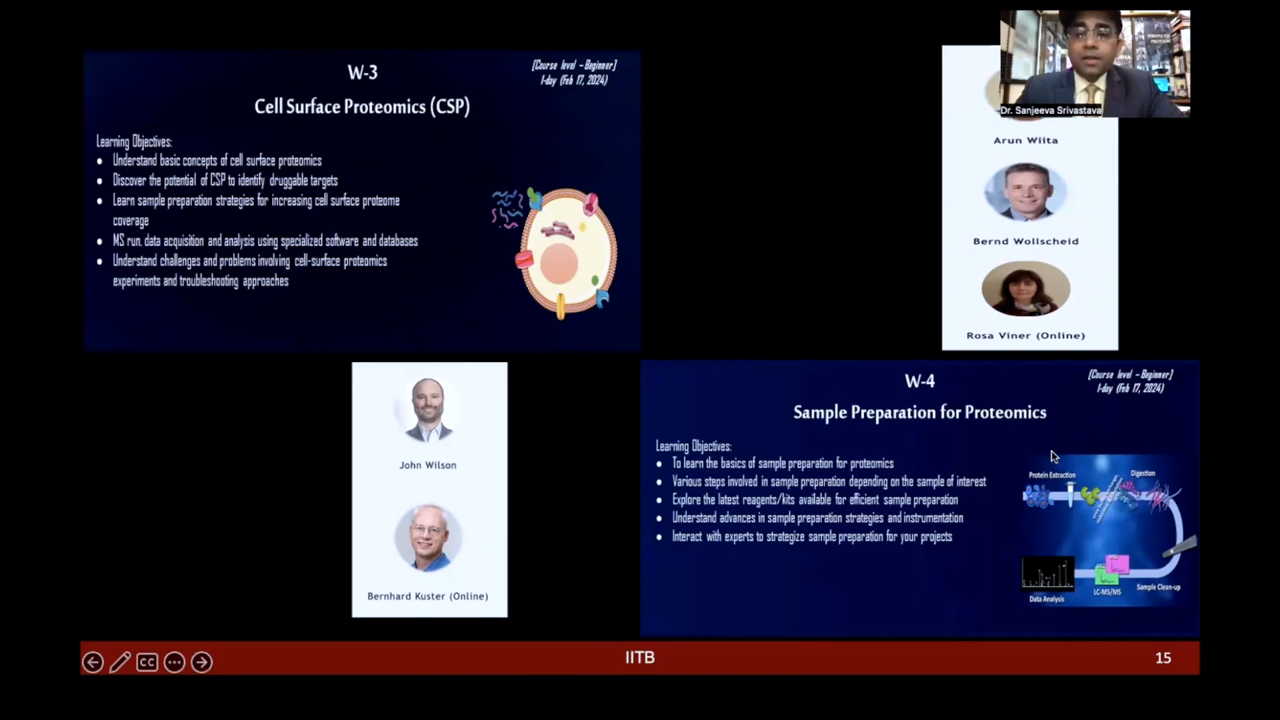 W-3
[Course level – Beginner]
1-day (Feb 17, 2024)
Cell Surface Proteomics (CSP)
Learning Objectives:
● Understand basic concepts of cell surface proteomics
● Discover the potential of CSP to identify druggable targets
● Learn sample preparation strategies for increasing cell surface proteome
coverage
● MS run, data acquisition and analysis using specialized software and databases
● Understand challenges and problems involving cell-surface proteomics
experiments and troubleshooting approaches
Dr. Sanjeeva Srivastava
Arun Wiita
Bernd Wollscheid
Rosa Viner (Online)
John Wilson
Bernhard Kuster (Online)
W-4
[Course level – Beginner]
1-day (Feb 17, 2024)
Sample Preparation for Proteomics
Learning Objectives:
● To learn the basics of sample preparation for proteomics
● Various steps involved in sample preparation depending on the sample of interest
● Explore the latest reagents/kits available for efficient sample preparation
● Understand advances in sample preparation strategies and instrumentation
● Interact with experts to strategize sample preparation for your projects
Protein Extraction
Digestion
Data Analysis
LC-MS/MS
Sample Clean-up
CC
IITB
15